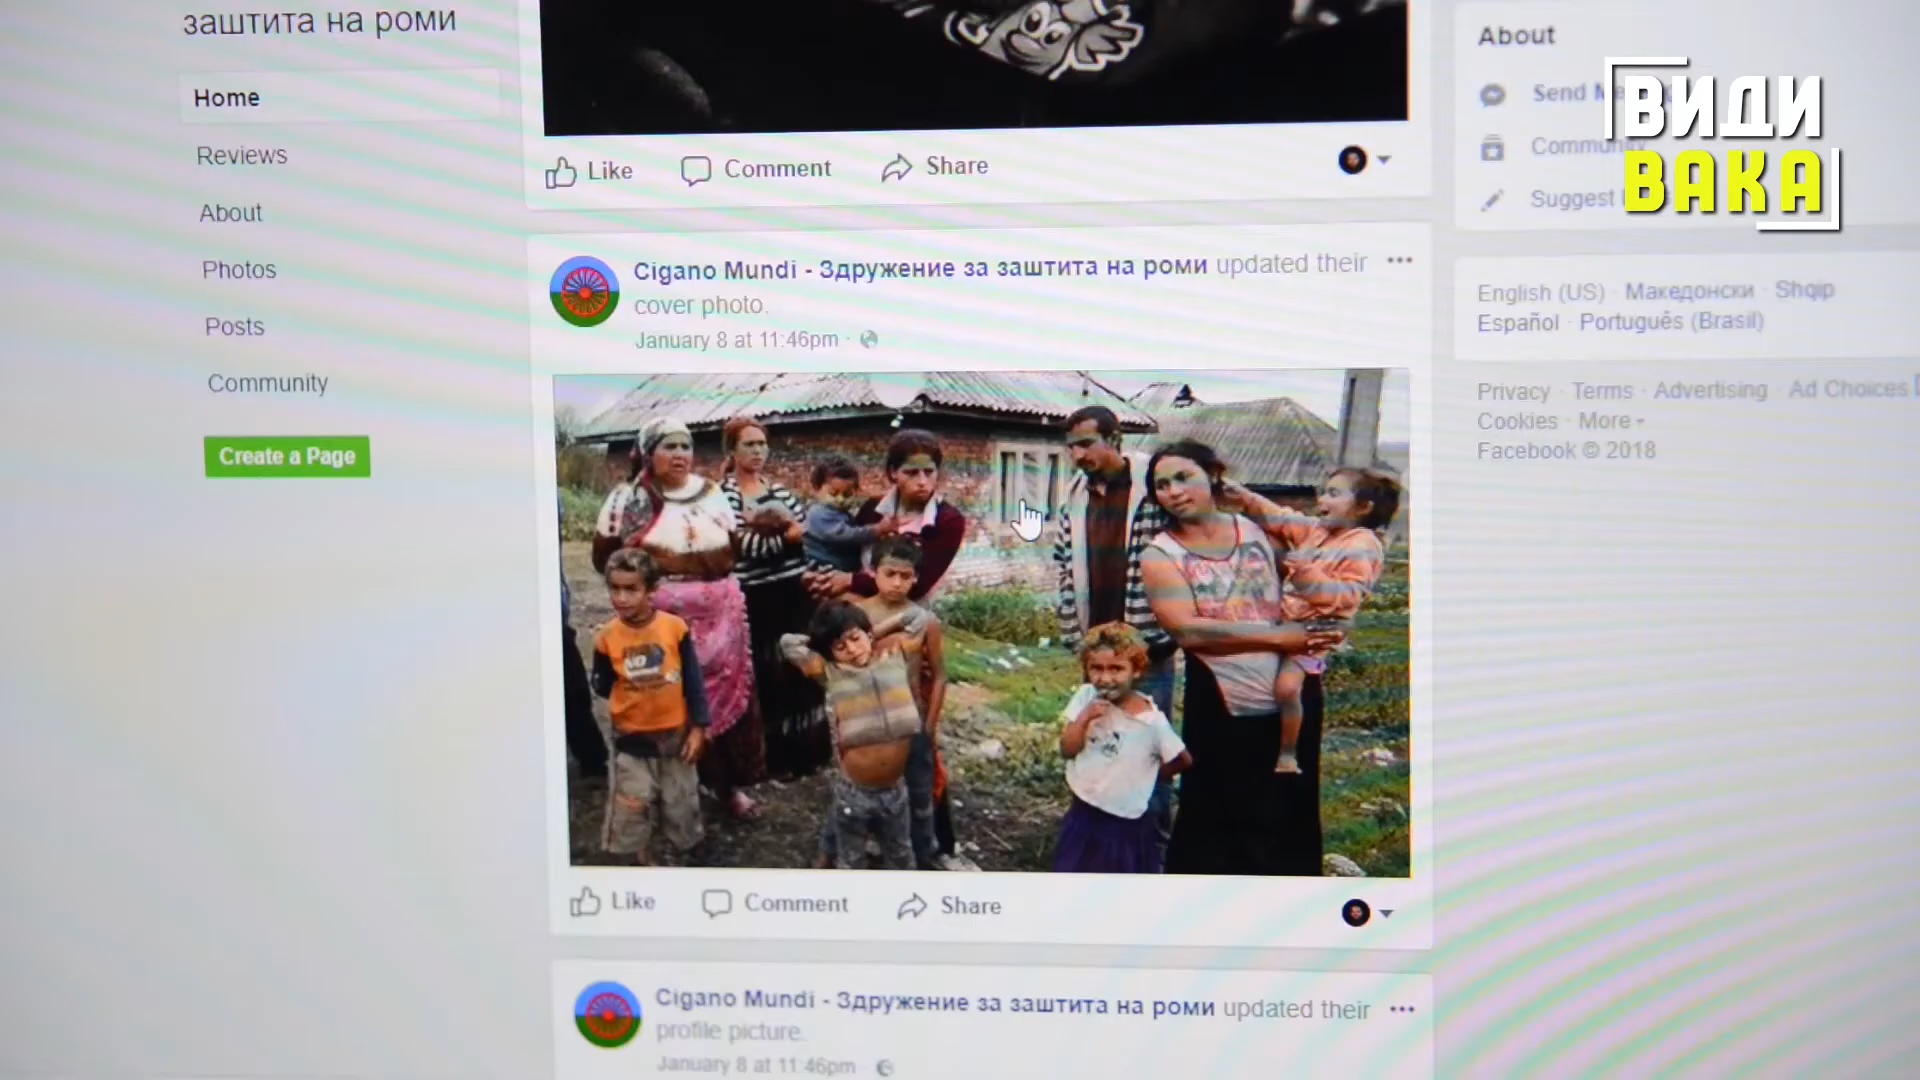 заштита на роми
Home
Reviews
About
Photos
Posts
Community
Create a Page
Like Comment Share
Cigano Mundi - Здружение за заштита на роми updated their
cover photo.
January 8 at 11:46pm
Like Comment Share
Cigano Mundi - Здружение за заштита на роми updated their
profile picture.
January 8 at 11:46pm
About
Send
Community
Suggest
ВИДИ
ВАКА
English (US) · Македонски · Shqip
Español · Português (Brasil)
Privacy · Terms · Advertising · Ad Choices
Cookies · More
Facebook © 2018